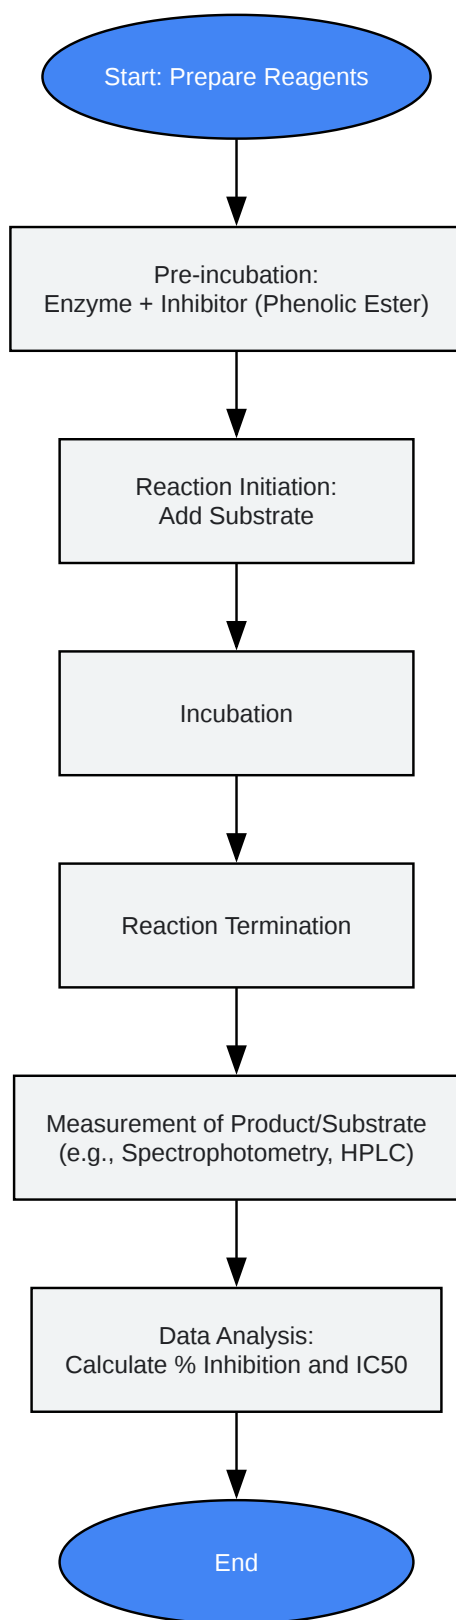 Start: Prepare Reagents
Pre-incubation:
Enzyme + Inhibitor (Phenolic Ester)
Reaction Initiation:
Add Substrate
Incubation
Reaction Termination
Measurement of Product/Substrate
(e.g., Spectrophotometry, HPLC)
Data Analysis:
Calculate % Inhibition and IC50
End